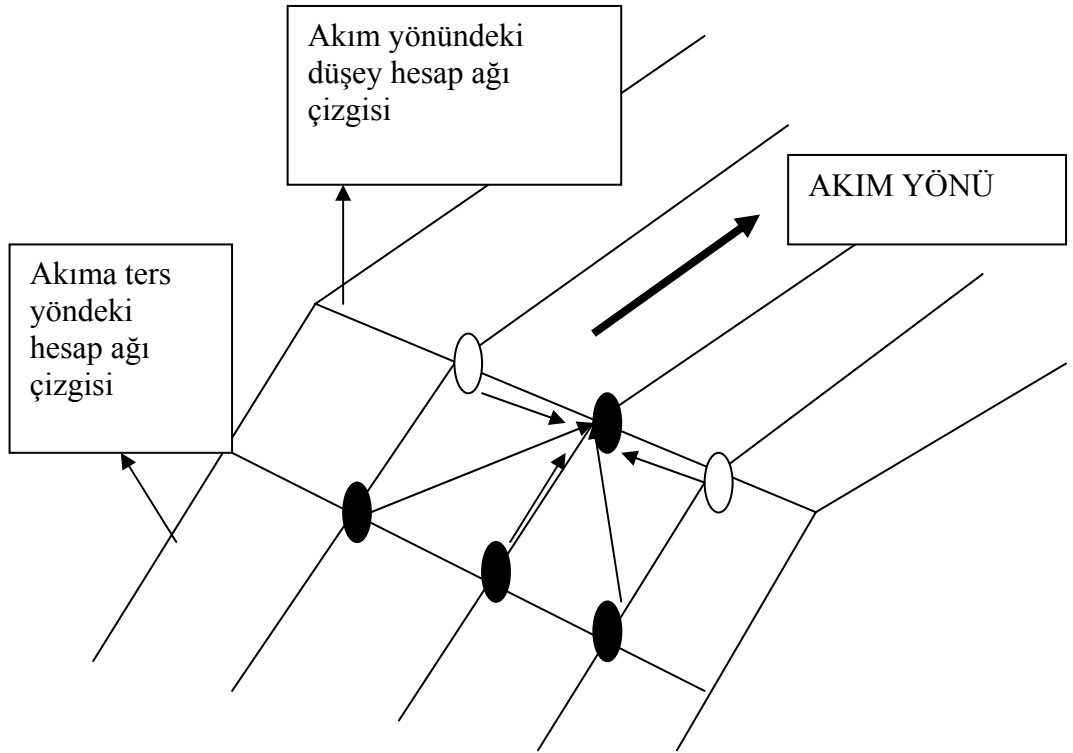 Akım yönündeki
düşey hesap ağı
çizgisi
AKIM YÖNÜ
Akıma ters
yöndeki
hesap ağı
çizgisi